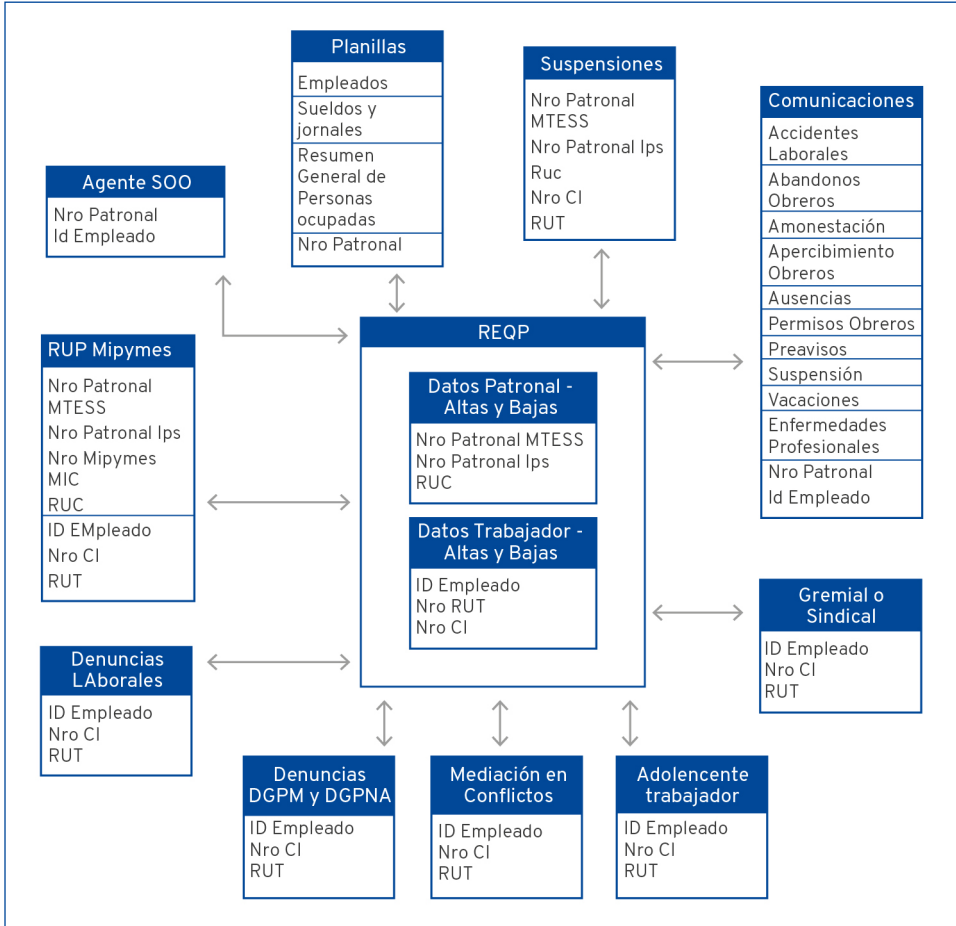 Planillas
Empleados
Sueldos y
jornales
Resumen
General de
Personas
ocupadas
Nro Patronal
Suspensiones
Nro Patronal
MTESS
Nro Patronal Ips
Ruc
Nro CI
RUT
Comunicaciones
Accidentes
Laborales
Abandonos
Obreros
Amonestación
Apercibimiento
Obreros
Ausencias
Permisos Obreros
Preavisos
Suspensión
Vacaciones
Enfermedades
Profesionales
Nro Patronal
Id Empleado
Agente SOO
Nro Patronal
Id Empleado
RUP Mipymes
Nro Patronal
MTESS
Nro Patronal Ips
Nro Mipymes
MIC
RUC
ID EMpleado
Nro CI
RUT
REQP
Datos Patronal -
Altas y Bajas
Nro Patronal MTESS
Nro Patronal Ips
RUC
Datos Trabajador -
Altas y Bajas
ID Empleado
Nro RUT
Nro CI
Gremial o
Sindical
ID Empleado
Nro CI
RUT
Denuncias
LAborales
ID Empleado
Nro CI
RUT
Denuncias
DGPM y DGPNA
ID Empleado
Nro CI
RUT
Mediación en
Conflictos
ID Empleado
Nro CI
RUT
Adolencente
trabajador
ID Empleado
Nro CI
RUT